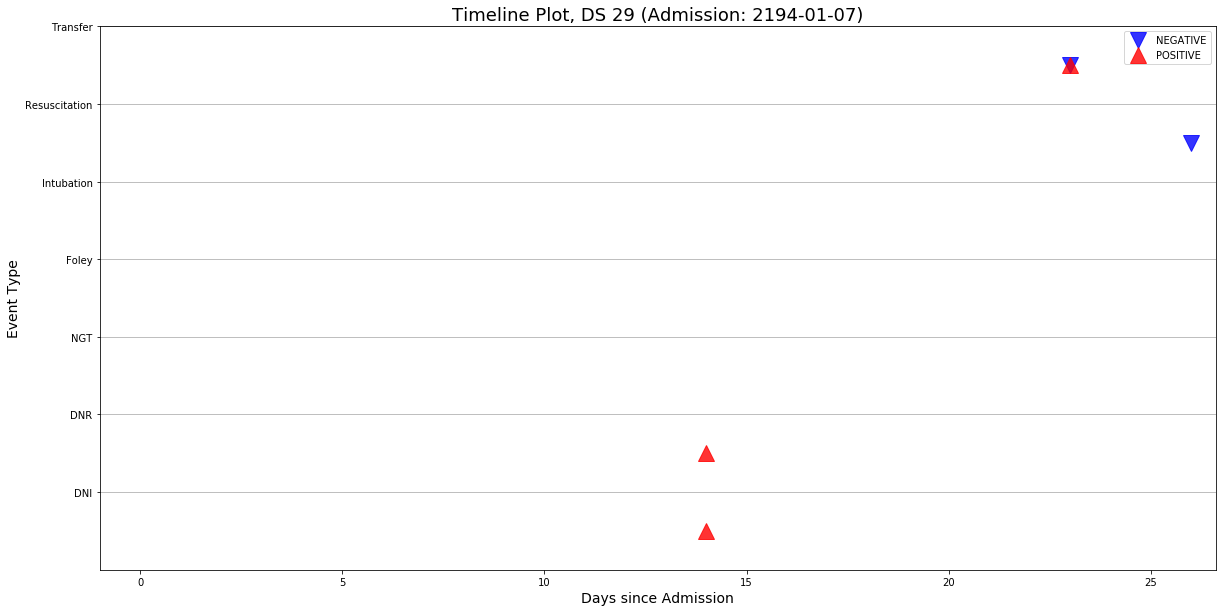 Timeline Plot, DS 29 (Admission: 2194-01-07)
Transfer
NEGATIVE
POSITIVE
Resuscitation
Intubation
Foley
NGT
DNR
DNI
Event Type
0 5 10 15 20 25
Days since Admission